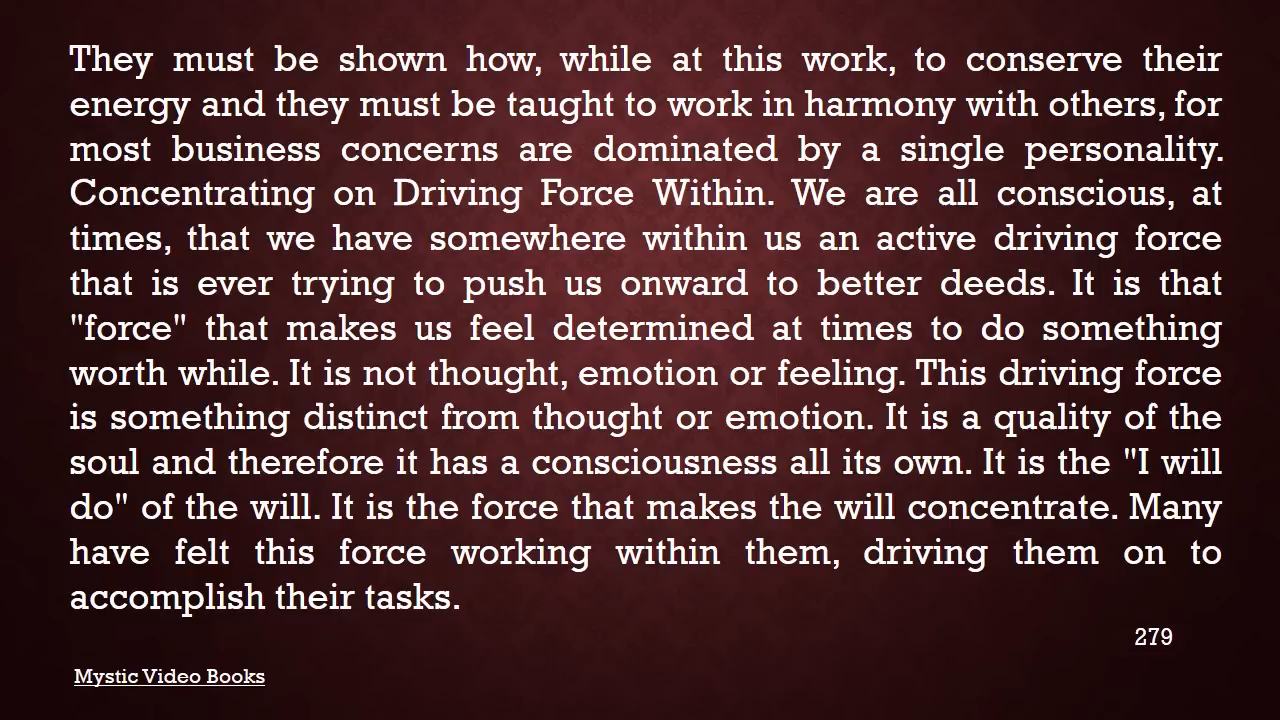 They must be shown how, while at this work, to conserve their
energy and they must be taught to work in harmony with others, for
most business concerns are dominated by a single personality.
Concentrating on Driving Force Within. We are all conscious, at
times, that we have somewhere within us an active driving force
that is ever trying to push us onward to better deeds. It is that
"force" that makes us feel determined at times to do something
worth while. It is not thought, emotion or feeling. This driving force
is something distinct from thought or emotion. It is a quality of the
soul and therefore it has a consciousness all its own. It is the "I will
do" of the will. It is the force that makes the will concentrate. Many
have felt this force working within them, driving them on to
accomplish their tasks.
279
Mystic Video Books